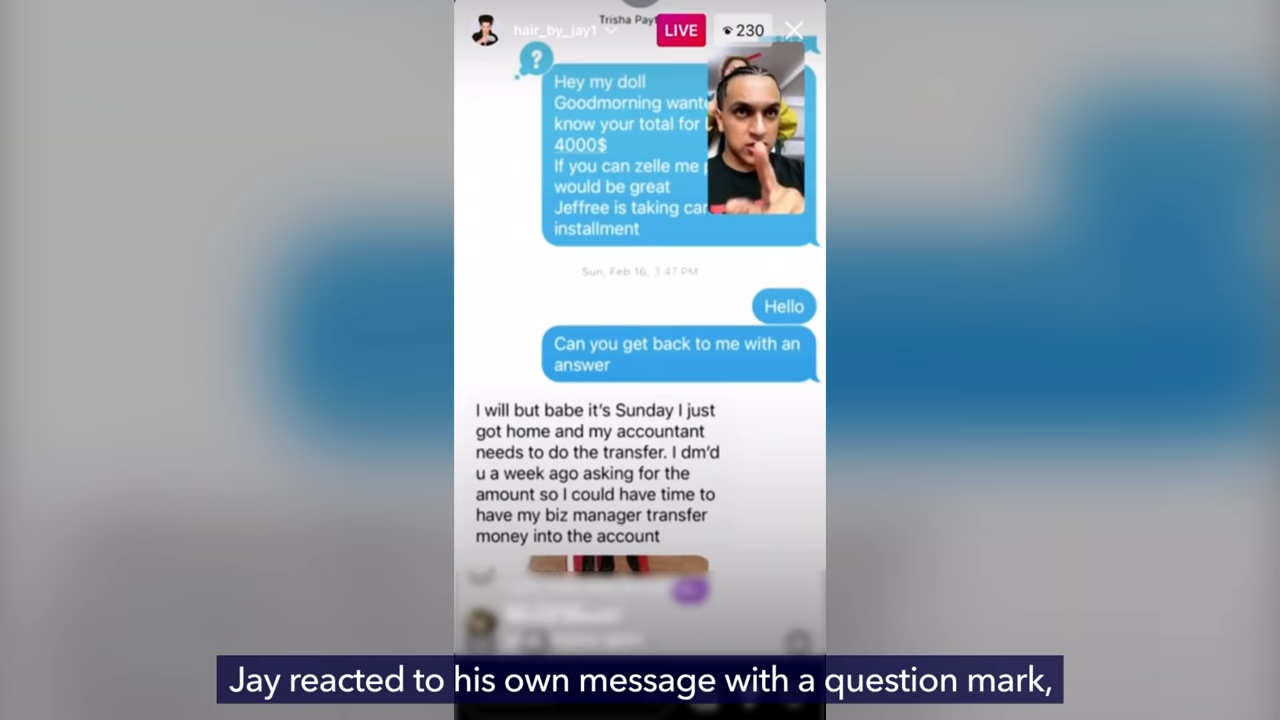 Trisha Payt
hair_by_jay1
LIVE
230
?
Hey my doll
Goodmorning wante
know your total for
4000$
If you can zelle me
would be great
Jeffree is taking car
installment
Sun, Feb 16, 3:47 PM
Hello
Can you get back to me with an
answer
I will but babe it's Sunday I just
got home and my accountant
needs to do the transfer. I dm'd
u a week ago asking for the
amount so I could have time to
have my biz manager transfer
money into the account
Jay reacted to his own message with a question mark,